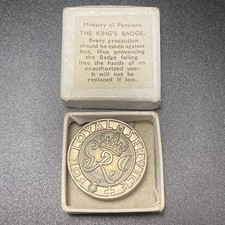 Ministry of Pensions.
THE KING'S BADGE.
Every precaution
should be taken against
loss, thus preventing
the Badge falling
into the hands of an
unauthorized user. It
will not be
replaced if lost.
FOR LOYAL SERVICE